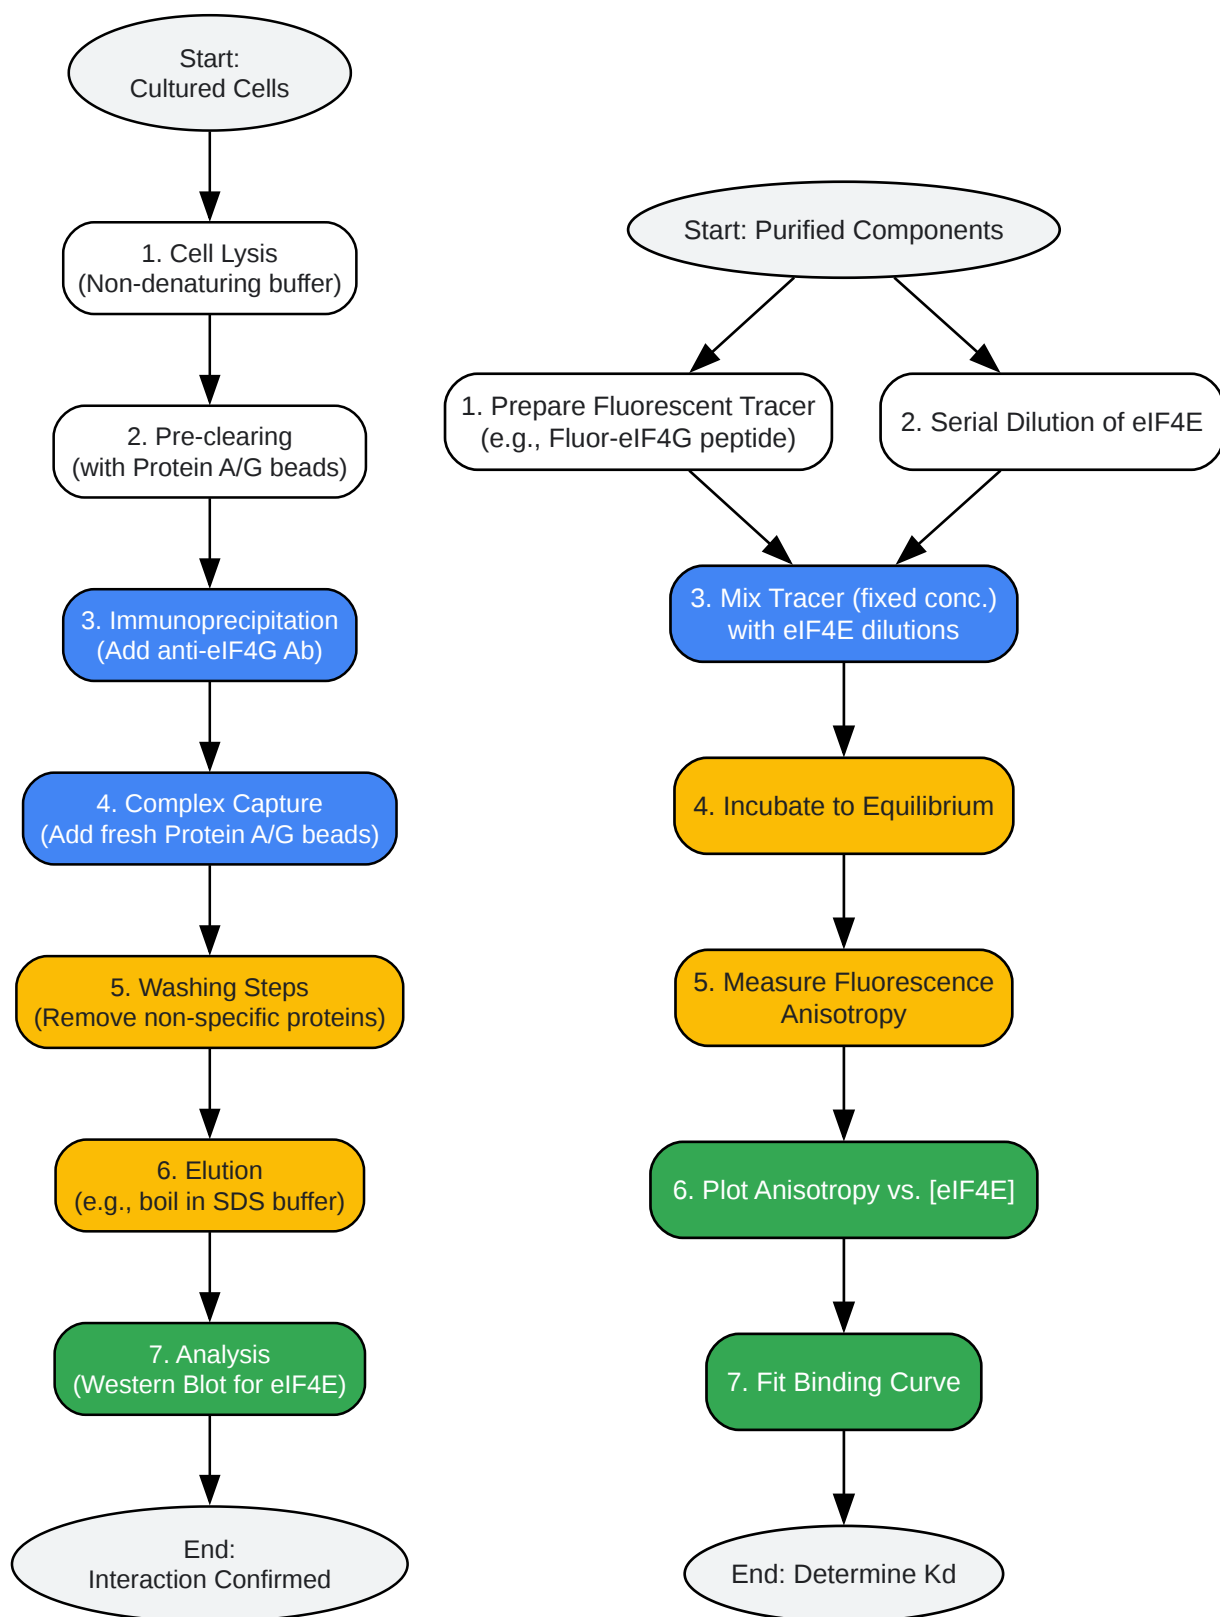 Start:
Cultured Cells
1. Cell Lysis
(Non-denaturing buffer)
2. Pre-clearing
(with Protein A/G beads)
3. Immunoprecipitation
(Add anti-eIF4G Ab)
4. Complex Capture
(Add fresh Protein A/G beads)
5. Washing Steps
(Remove non-specific proteins)
6. Elution
(e.g., boil in SDS buffer)
7. Analysis
(Western Blot for eIF4E)
End:
Interaction Confirmed
Start: Purified Components
1. Prepare Fluorescent Tracer
(e.g., Fluor-eIF4G peptide)
2. Serial Dilution of eIF4E
3. Mix Tracer (fixed conc.)
with eIF4E dilutions
4. Incubate to Equilibrium
5. Measure Fluorescence
Anisotropy
6. Plot Anisotropy vs. [eIF4E]
7. Fit Binding Curve
End: Determine Kd